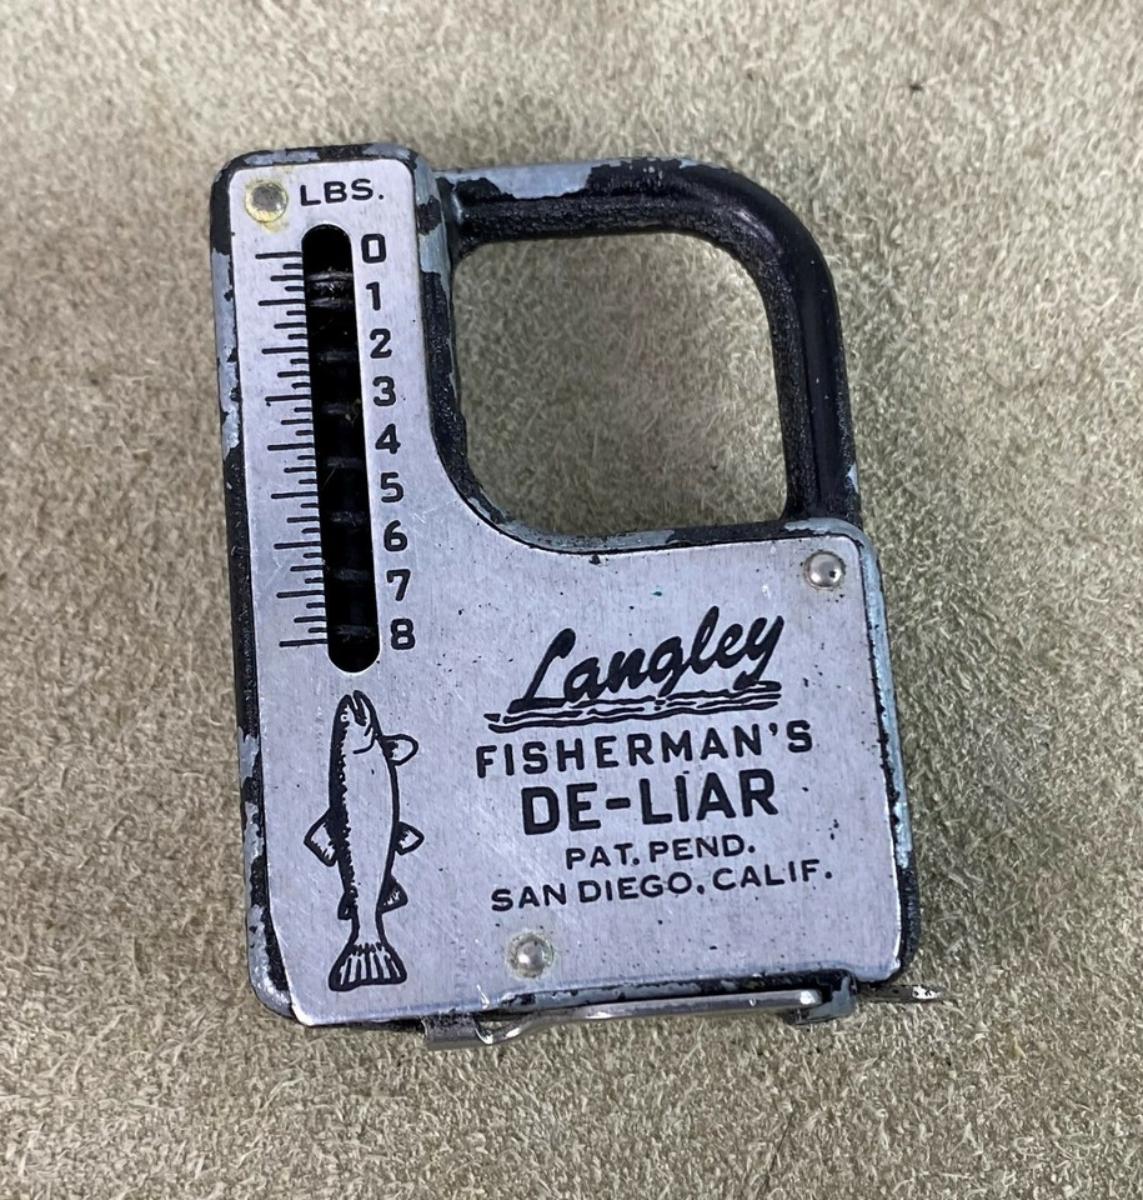 LBS.
0
1
2
3
4
5
6
7
8
Langley
FISHERMAN'S
DE-LIAR
PAT. PEND.
SAN DIEGO, CALIF.